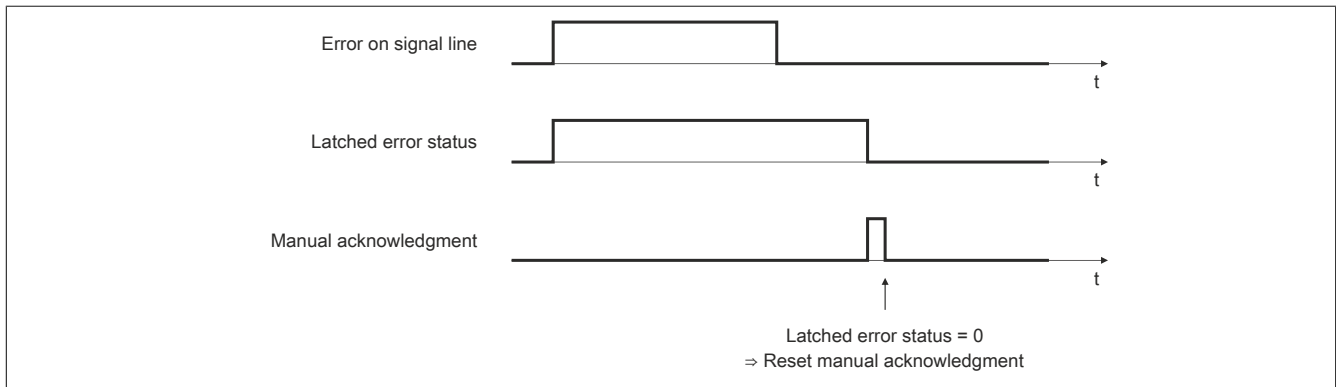 Error on signal line
t
Latched error status
t
Manual acknowledgment
t
Latched error status = 0
⇒ Reset manual acknowledgment